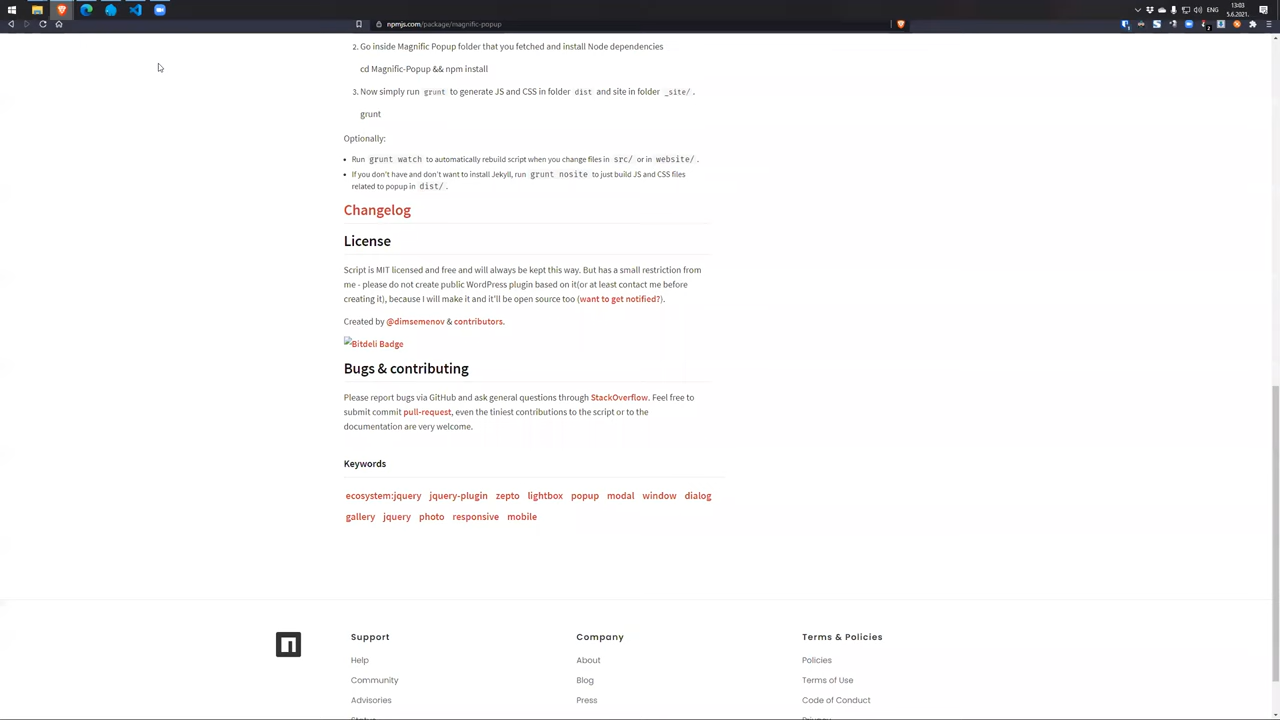 13:03
ENG
5.6.2021.
npmjs.com/package/magnific-popup
2. Go inside Magnific Popup folder that you fetched and install Node dependencies
cd Magnific-Popup && npm install
3. Now simply run grunt to generate JS and CSS in folder dist and site in folder _site/ .
grunt
Optionally:
• Run grunt watch to automatically rebuild script when you change files in src/ or in website/ .
• If you don't have and don't want to install Jekyll, run grunt nosite to just build JS and CSS files
related to popup in dist/ .
Changelog
License
Script is MIT licensed and free and will always be kept this way. But has a small restriction from
me - please do not create public WordPress plugin based on it(or at least contact me before
creating it), because I will make it and it'll be open source too (want to get notified?).
Created by @dimsemenov & contributors.
Bitdeli Badge
Bugs & contributing
Please report bugs via GitHub and ask general questions through StackOverflow. Feel free to
submit commit pull-request, even the tiniest contributions to the script or to the
documentation are very welcome.
Keywords
ecosystem:jquery jquery-plugin zepto lightbox popup modal window dialog
gallery jquery photo responsive mobile
Support
Help
Community
Advisories
Status
Company
About
Blog
Press
Terms & Policies
Policies
Terms of Use
Code of Conduct
Privacy